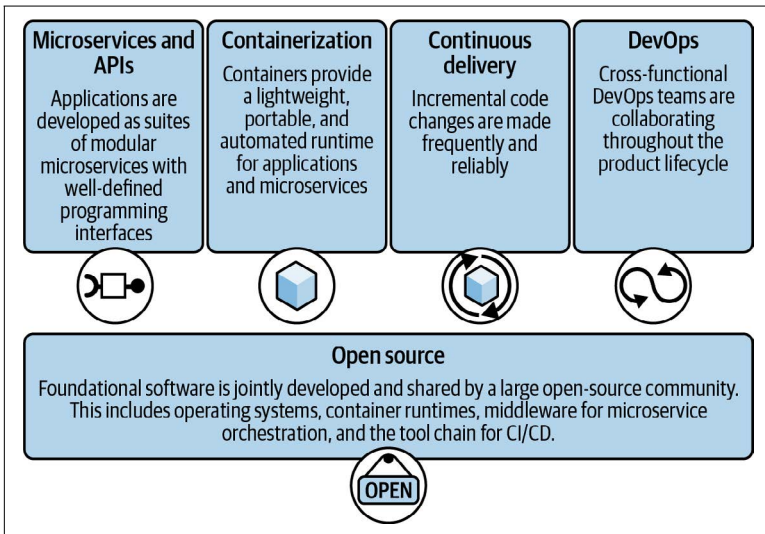 Microservices and
APIs
Applications are
developed as suites
of modular
microservices with
well-defined
programming
interfaces
Containerization
Containers provide
a lightweight,
portable, and
automated runtime
for applications
and microservices
Continuous
delivery
Incremental code
changes are made
frequently and
reliably
DevOps
Cross-functional
DevOps teams are
collaborating
throughout the
product lifecycle
Open source
Foundational software is jointly developed and shared by a large open-source community.
This includes operating systems, container runtimes, middleware for microservice
orchestration, and the tool chain for CI/CD.
OPEN